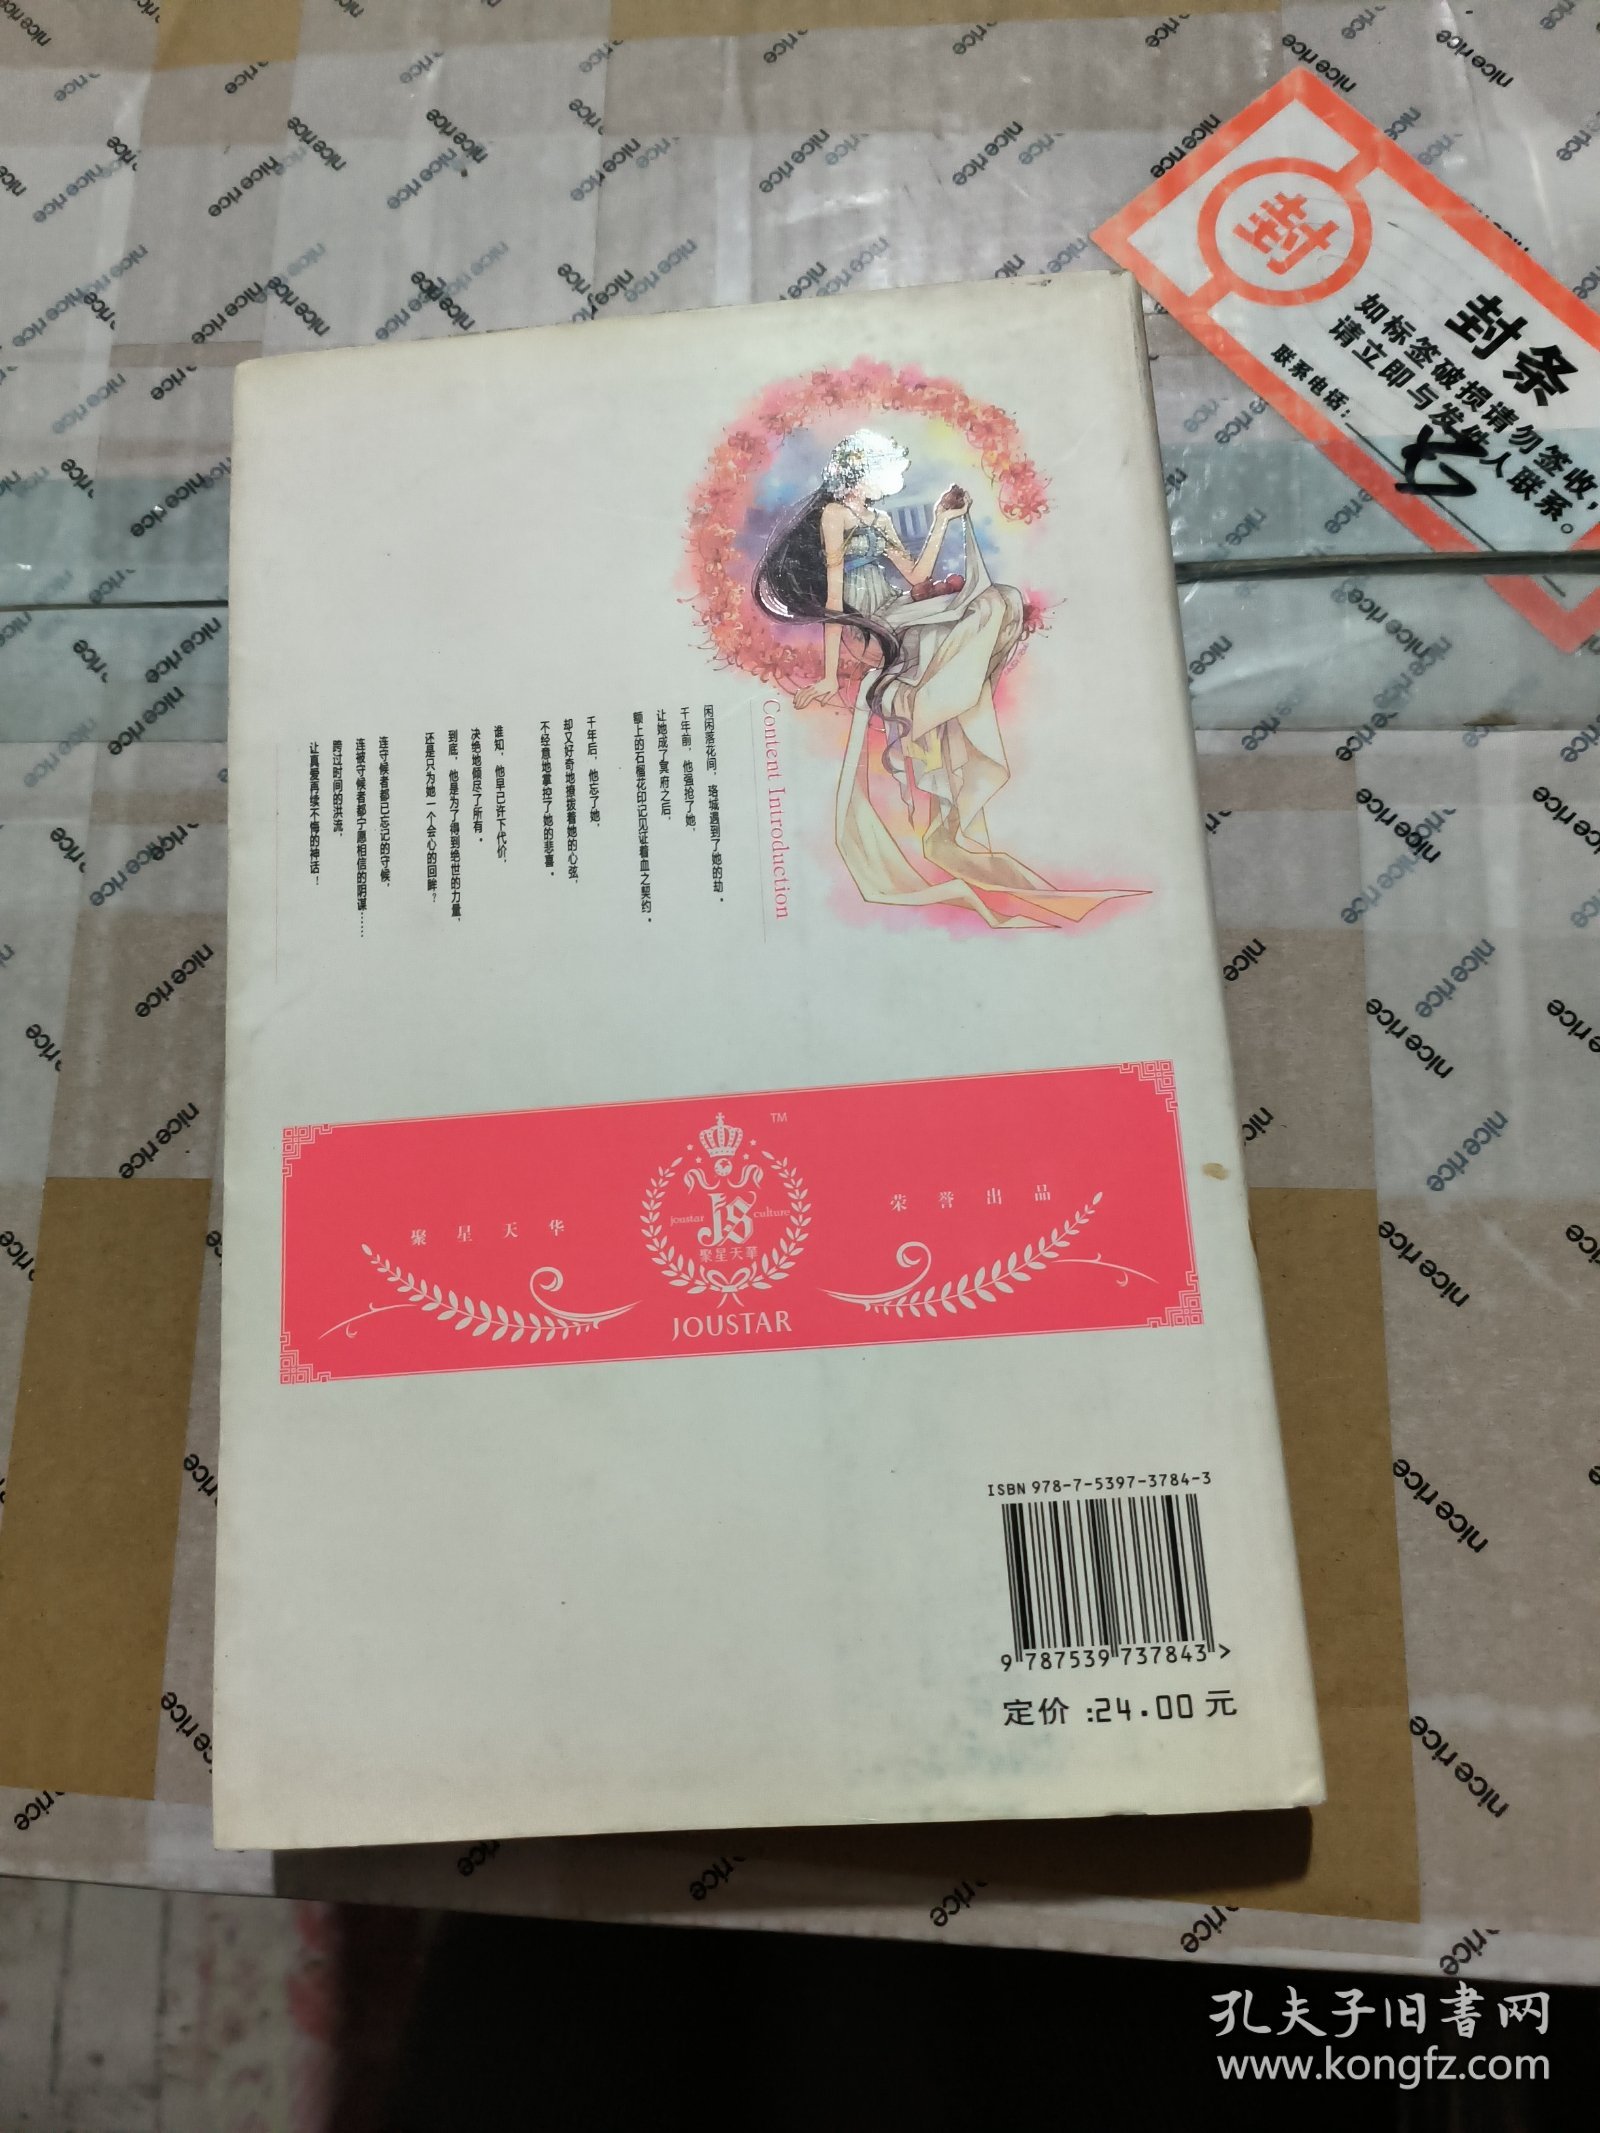 nice rice
封
封条
如标签破损请勿签收，
请立即与发件人联系。
联系电话：
Content Introduction
闲闲落花间，珞城遇到了她的劫。
千年前，他强抢了她，
让她成了冥府之后，
额上的石榴花印记见证着血之契约。
千年后，他忘了她，
却又好奇地撩拨着她的心弦，
不经意地掌控了她的悲喜。
谁知，他早已许下代价，
决绝地倾尽了所有。
到底，他是为了得到绝世的力量，
还是只为她一个会心的回眸？
连守候者都已忘记的守候，
连被守候者都宁愿相信的阴谋……
跨过时间的洪流，
让真爱再续不悔的神话！
聚星天华
TM
joustar JS culture
聚星天華
JOUSTAR
荣誉出品
ISBN 978-7-5397-3784-3
9 787539 737843 >
定价：24.00元
孔夫子旧书网
www.kongfz.com